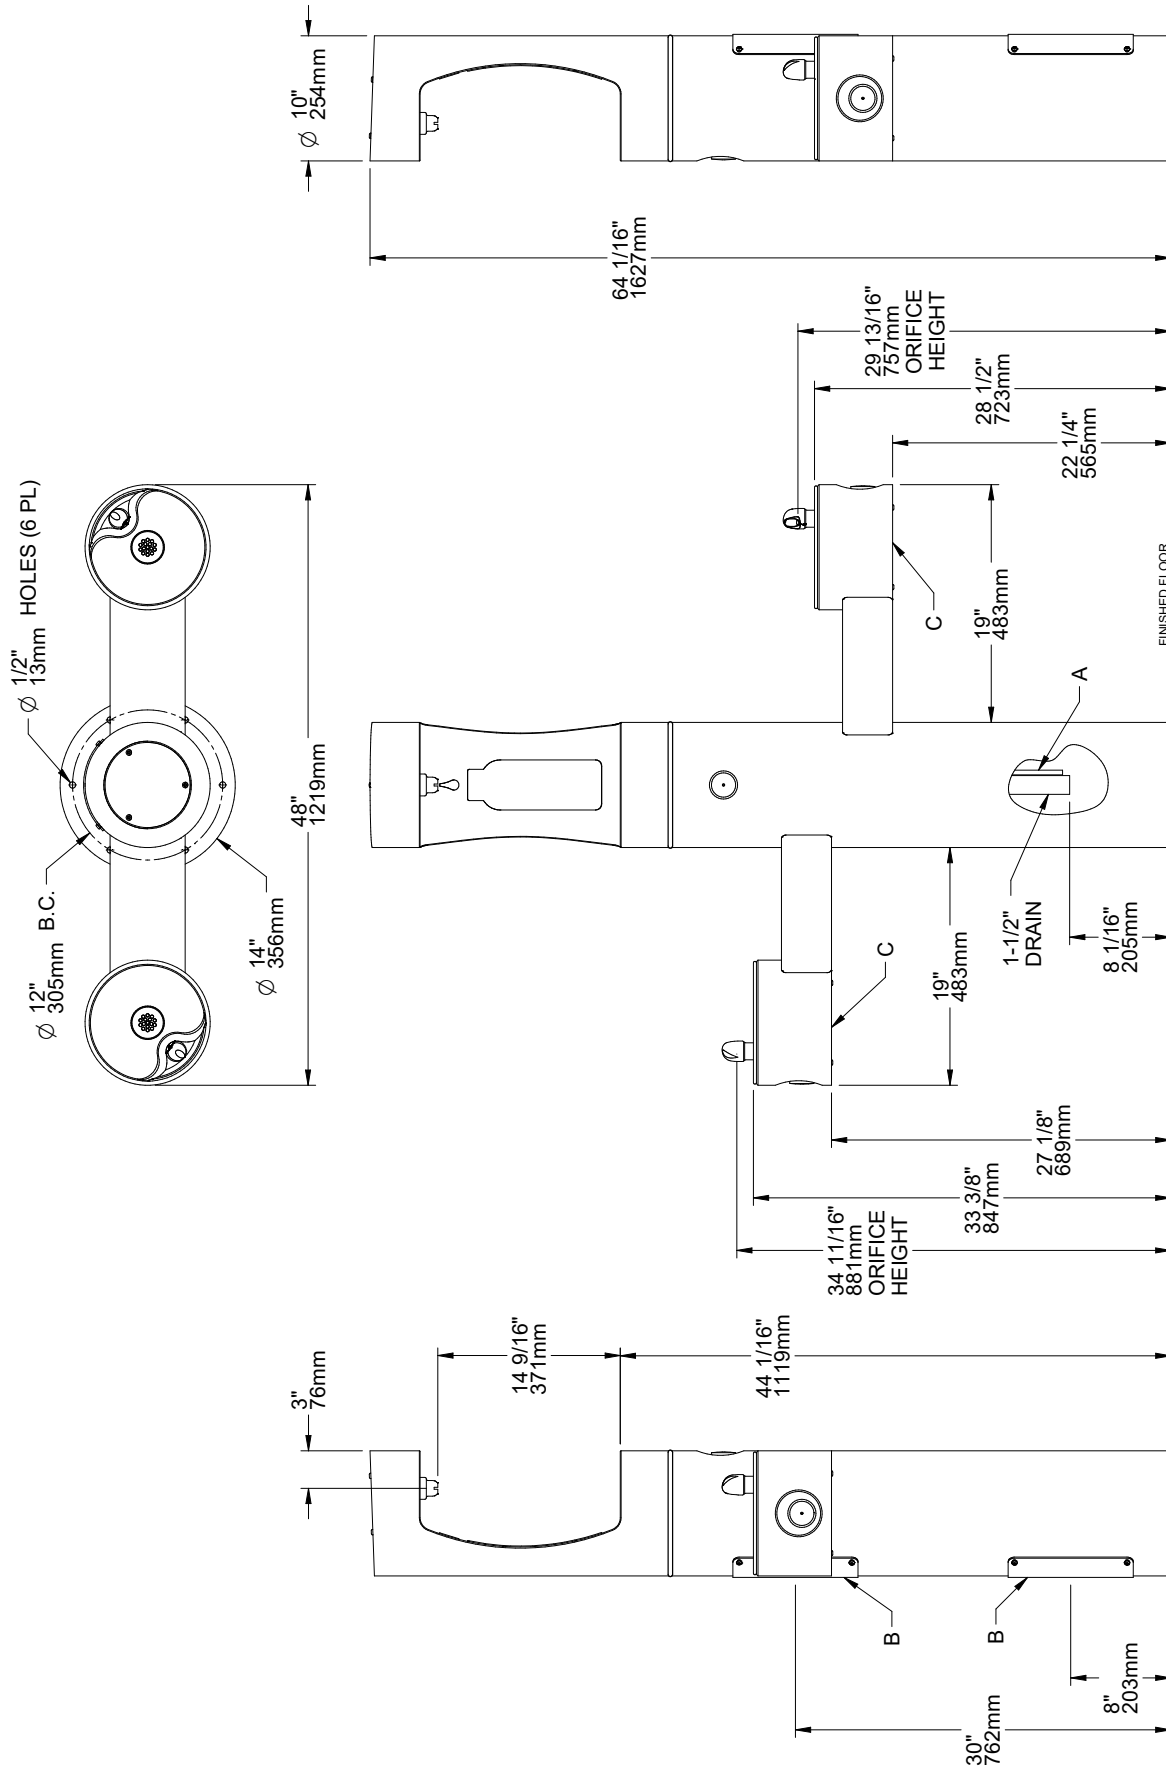 Ø 12"
305mm B.C.
Ø 1/2"
13mm HOLES (6 PL)
Ø 14"
356mm
48"
1219mm
3"
76mm
14 9/16"
371mm
44 1/16"
1119mm
B
B
30"
762mm
8"
203mm
34 11/16"
881mm
ORIFICE
HEIGHT
33 3/8"
847mm
27 1/8"
689mm
19"
483mm
C
1-1/2"
DRAIN
8 1/16"
205mm
A
C
19"
483mm
29 13/16"
757mm
ORIFICE
HEIGHT
28 1/2"
723mm
22 1/4"
565mm
FINISHED FLOOR
Ø 10"
254mm
64 1/16"
1627mm